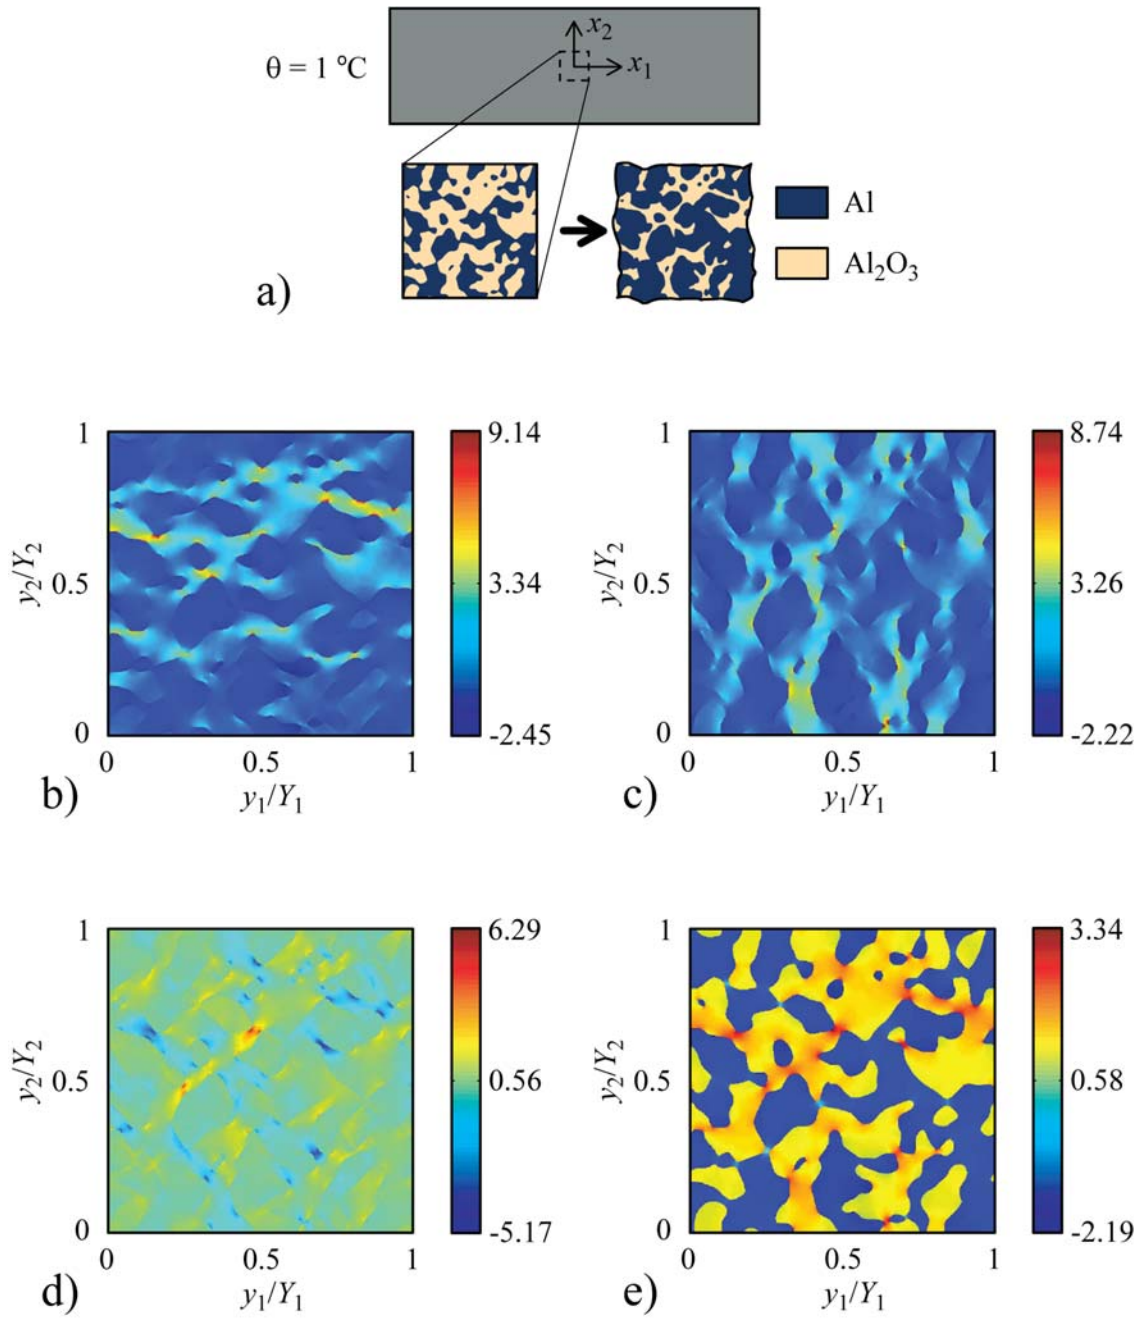 x₂
θ = 1 °C
x₁
Al
Al₂O₃
a)
1
9.14
1
8.74
y₂/Y₂
0.5
3.34
y₂/Y₂
0.5
3.26
0
-2.45
0
-2.22
0
0.5
1
0
0.5
1
b)
y₁/Y₁
c)
y₁/Y₁
1
6.29
1
3.34
y₂/Y₂
0.5
0.56
y₂/Y₂
0.5
0.58
0
-5.17
0
-2.19
0
0.5
1
0
0.5
1
d)
y₁/Y₁
e)
y₁/Y₁